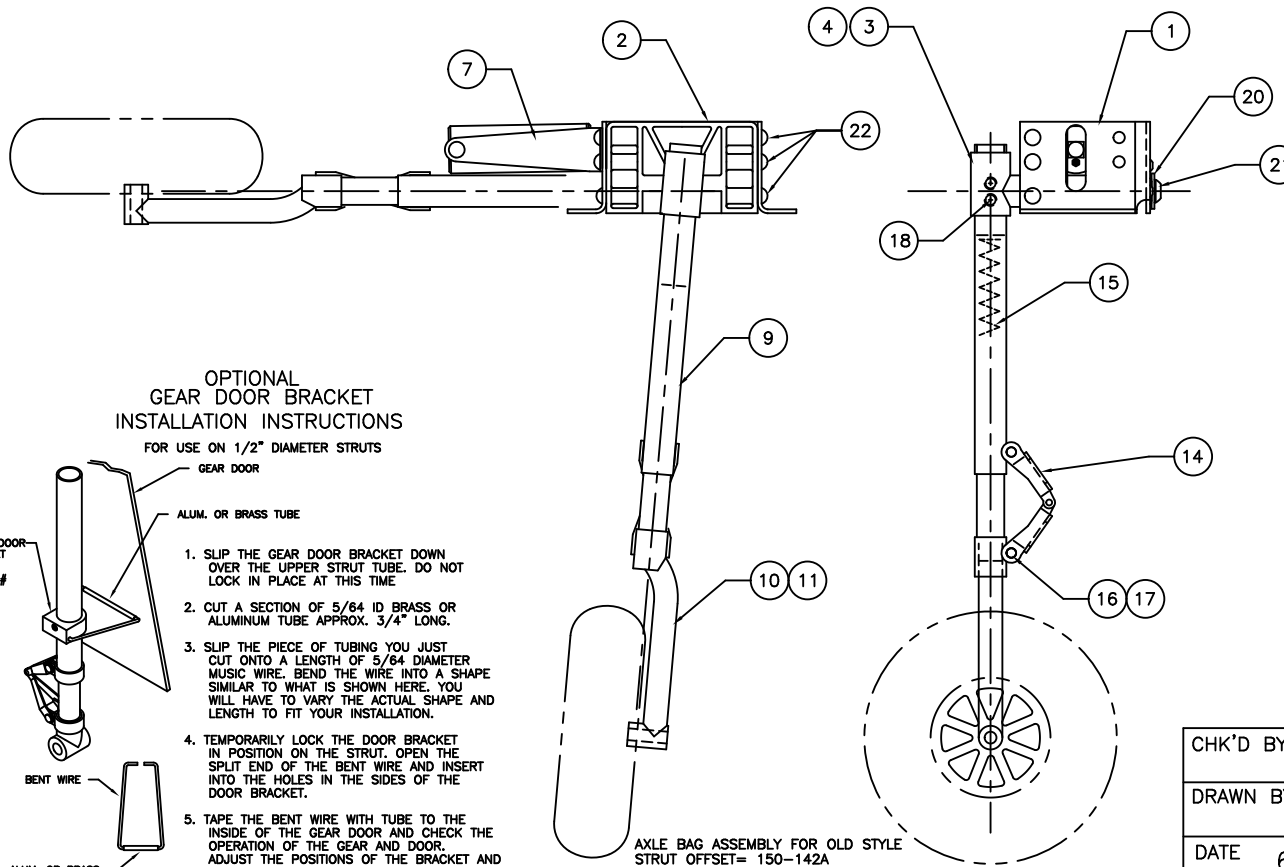 2
4
3
1
7
20
22
18
15
9
14
10
11
16
17
OPTIONAL
GEAR DOOR BRACKET
INSTALLATION INSTRUCTIONS
FOR USE ON 1/2" DIAMETER STRUTS
GEAR DOOR
ALUM. OR BRASS TUBE
DOOR
#
1. SLIP THE GEAR DOOR BRACKET DOWN
OVER THE UPPER STRUT TUBE. DO NOT
LOCK IN PLACE AT THIS TIME
2. CUT A SECTION OF 5/64 ID BRASS OR
ALUMINUM TUBE APPROX. 3/4" LONG.
3. SLIP THE PIECE OF TUBING YOU JUST
CUT ONTO A LENGTH OF 5/64 DIAMETER
MUSIC WIRE. BEND THE WIRE INTO A SHAPE
SIMILAR TO WHAT IS SHOWN HERE. YOU
WILL HAVE TO VARY THE ACTUAL SHAPE AND
LENGTH TO FIT YOUR INSTALLATION.
4. TEMPORARILY LOCK THE DOOR BRACKET
IN POSITION ON THE STRUT. OPEN THE
SPLIT END OF THE BENT WIRE AND INSERT
INTO THE HOLES IN THE SIDES OF THE
DOOR BRACKET.
BENT WIRE
5. TAPE THE BENT WIRE WITH TUBE TO THE
INSIDE OF THE GEAR DOOR AND CHECK THE
OPERATION OF THE GEAR AND DOOR.
ADJUST THE POSITIONS OF THE BRACKET AND
AXLE BAG ASSEMBLY FOR OLD STYLE
STRUT OFFSET= 150-142A
CHK'D BY
DRAWN BY
DATE